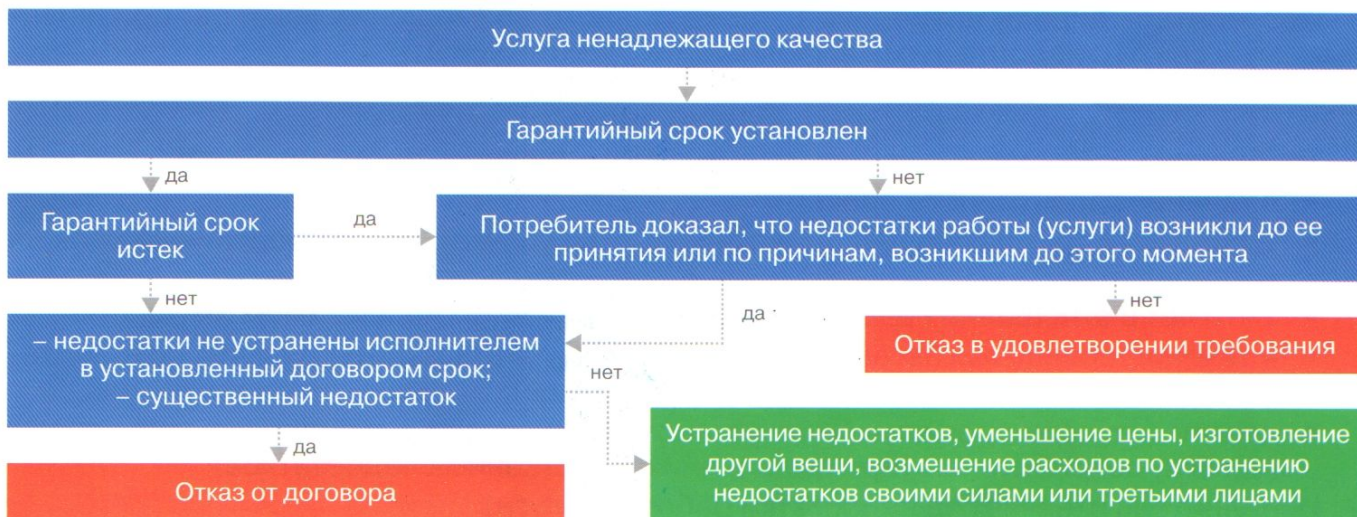 Услуга ненадлежащего качества
Гарантийный срок установлен
да
нет
Гарантийный срок
истек
да
Потребитель доказал, что недостатки работы (услуги) возникли до ее
принятия или по причинам, возникшим до этого момента
нет
да
нет
– недостатки не устранены исполнителем
в установленный договором срок;
– существенный недостаток
Отказ в удовлетворении требования
нет
Устранение недостатков, уменьшение цены, изготовление
другой вещи, возмещение расходов по устранению
недостатков своими силами или третьими лицами
да
Отказ от договора